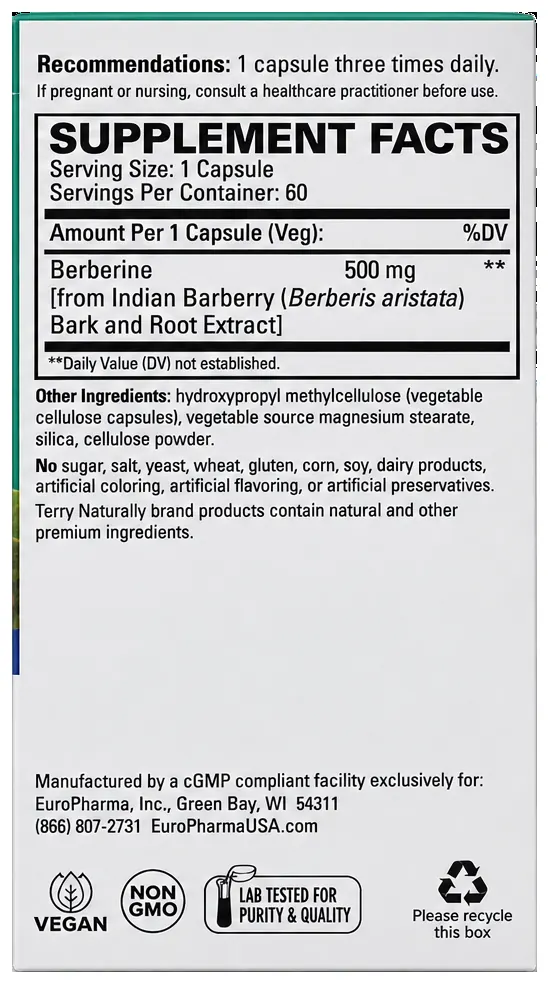 Recommendations: 1 capsule three times daily.
If pregnant or nursing, consult a healthcare practitioner before use.
SUPPLEMENT FACTS
Serving Size: 1 Capsule
Servings Per Container: 60
Amount Per 1 Capsule (Veg): %DV
Berberine 500 mg **
[from Indian Barberry (Berberis aristata)
Bark and Root Extract]
**Daily Value (DV) not established.
Other Ingredients: hydroxypropyl methylcellulose (vegetable
cellulose capsules), vegetable source magnesium stearate,
silica, cellulose powder.
No sugar, salt, yeast, wheat, gluten, corn, soy, dairy products,
artificial coloring, artificial flavoring, or artificial preservatives.
Terry Naturally brand products contain natural and other
premium ingredients.
Manufactured by a cGMP compliant facility exclusively for:
EuroPharma, Inc., Green Bay, WI 54311
(866) 807-2731 EuroPharmaUSA.com
VEGAN
NON
GMO
LAB TESTED FOR
PURITY & QUALITY
Please recycle
this box